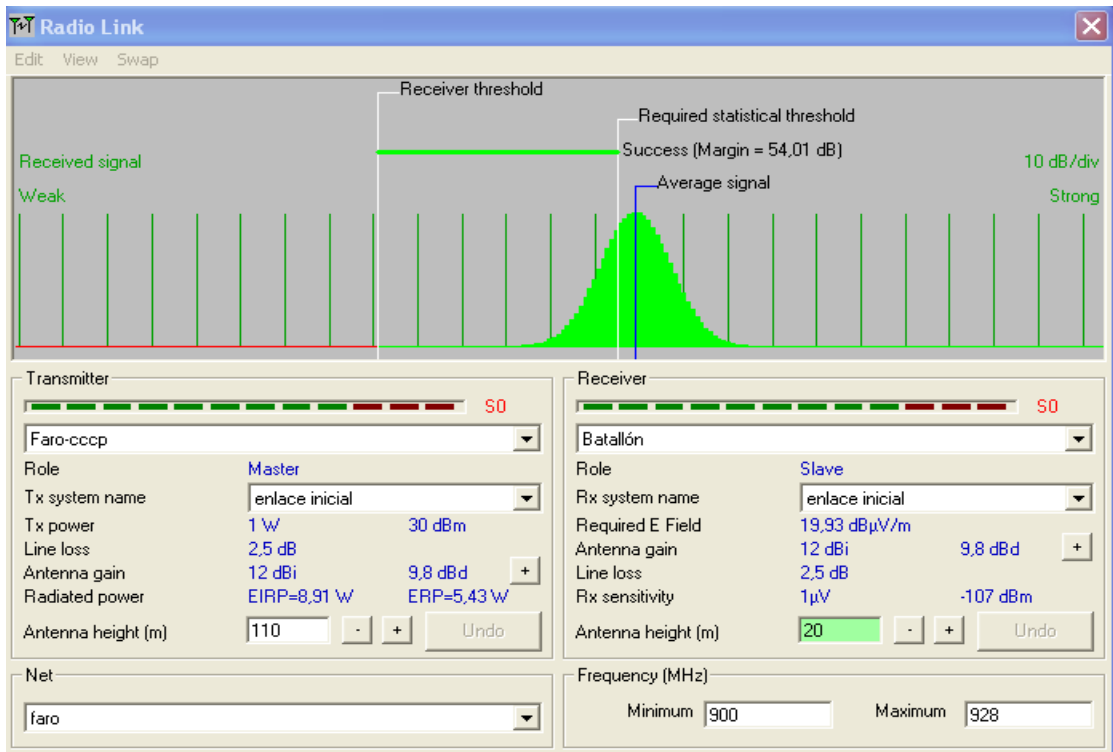 Radio Link
Edit View Swap
Receiver threshold
Required statistical threshold
Received signal
Success (Margin = 54,01 dB)
10 dB/div
Weak
Average signal
Strong
Transmitter
S0
Faro-cccp
Role Master
Tx system name enlace inicial
Tx power 1 W 30 dBm
Line loss 2,5 dB
Antenna gain 12 dBi 9,8 dBd +
Radiated power EIRP=8,91 W ERP=5,43 W
Antenna height (m) 110 - + Undo
Receiver
S0
Batallón
Role Slave
Rx system name enlace inicial
Required E Field 19,93 dBµV/m
Antenna gain 12 dBi 9,8 dBd +
Line loss 2,5 dB
Rx sensitivity 1µV -107 dBm
Antenna height (m) 20 - + Undo
Net
faro
Frequency (MHz)
Minimum 900 Maximum 928